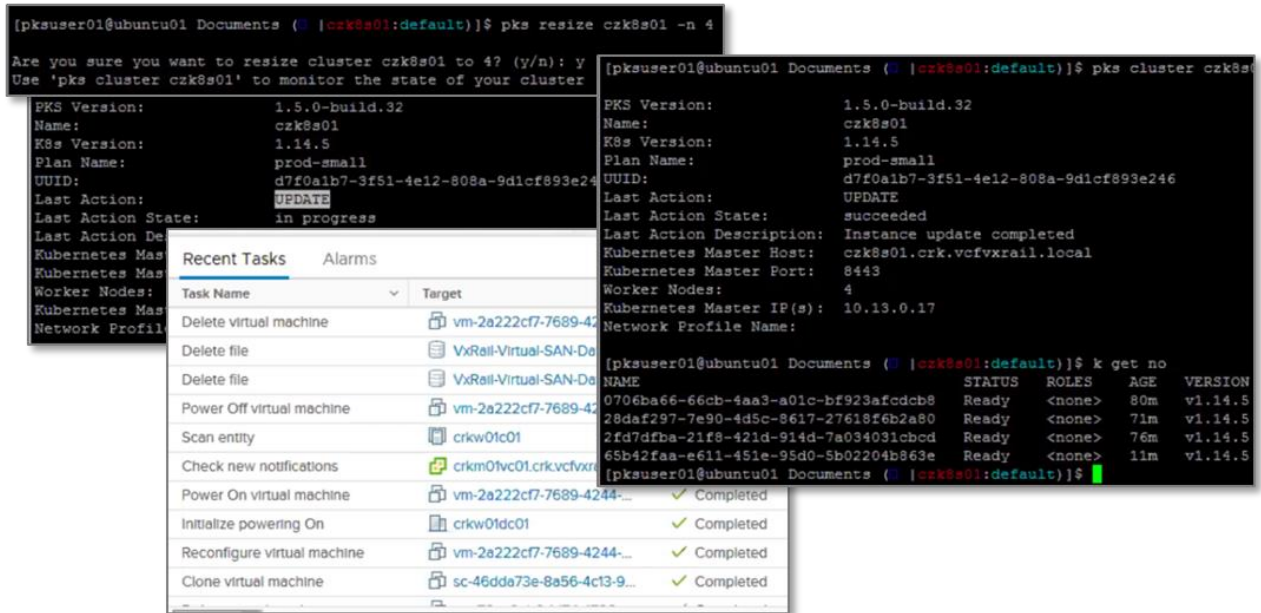 [pksuser01@ubuntu01 Documents ( |czk8s01:default)]$ pks resize czk8s01 -n 4
Are you sure you want to resize cluster czk8s01 to 4? (y/n): y
Use 'pks cluster czk8s01' to monitor the state of your cluster
PKS Version: 1.5.0-build.32
Name: czk8s01
K8s Version: 1.14.5
Plan Name: prod-small
UUID: d7f0a1b7-3f51-4e12-808a-9d1cf893e24
Last Action: UPDATE
Last Action State: in progress
Last Action De
Kubernetes Mas
Kubernetes Mas
Worker Nodes:
Kubernetes Mas
Network Profil
Recent Tasks Alarms
Task Name Target
Delete virtual machine vm-2a222cf7-7689-42
Delete file VxRail-Virtual-SAN-Da
Delete file VxRail-Virtual-SAN-Da
Power Off virtual machine vm-2a222cf7-7689-42
Scan entity crkw01c01
Check new notifications crkm01vc01.crk.vcfvxra
Power On virtual machine vm-2a222cf7-7689-4244-... Completed
Initialize powering On crkw01dc01 Completed
Reconfigure virtual machine vm-2a222cf7-7689-4244-... Completed
Clone virtual machine sc-46dda73e-8a56-4c13-9... Completed
[pksuser01@ubuntu01 Documents ( |czk8s01:default)]$ pks cluster czk8s0
PKS Version: 1.5.0-build.32
Name: czk8s01
K8s Version: 1.14.5
Plan Name: prod-small
UUID: d7f0a1b7-3f51-4e12-808a-9d1cf893e246
Last Action: UPDATE
Last Action State: succeeded
Last Action Description: Instance update completed
Kubernetes Master Host: czk8s01.crk.vcfvxrail.local
Kubernetes Master Port: 8443
Worker Nodes: 4
Kubernetes Master IP(s): 10.13.0.17
Network Profile Name:
[pksuser01@ubuntu01 Documents ( |czk8s01:default)]$ k get no
NAME STATUS ROLES AGE VERSION
0706ba66-66cb-4aa3-a01c-bf923afcdcb8 Ready <none> 80m v1.14.5
28daf297-7e90-4d5c-8617-27618f6b2a80 Ready <none> 71m v1.14.5
2fd7dfba-21f8-421d-914d-7a034031cbcd Ready <none> 76m v1.14.5
65b42faa-e611-451e-95d0-5b02204b863e Ready <none> 11m v1.14.5
[pksuser01@ubuntu01 Documents ( |czk8s01:default)]$